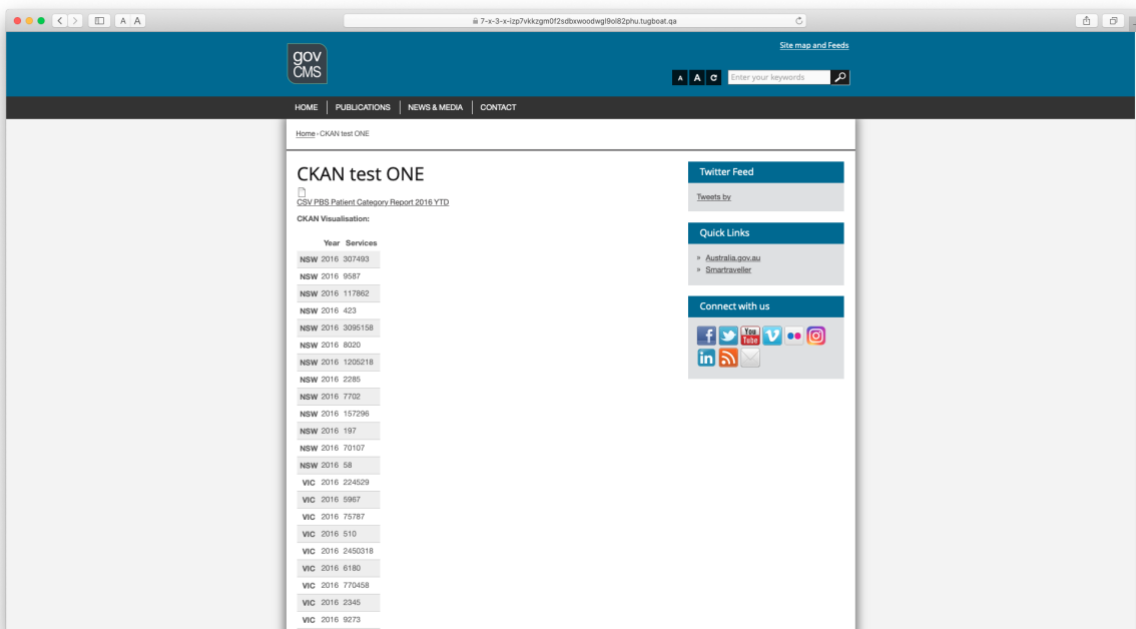 A A
7-x-3-x-izp7vkkzgm0f2sdbxwoodwgl9ol82phu.tugboat.qa
gov
CMS
Site map and Feeds
A A
Enter your keywords
HOME PUBLICATIONS NEWS & MEDIA CONTACT
Home › CKAN test ONE
CKAN test ONE
CSV PBS Patient Category Report 2016 YTD
CKAN Visualisation:
Year Services
NSW 2016 307493
NSW 2016 9587
NSW 2016 117862
NSW 2016 423
NSW 2016 3095158
NSW 2016 8020
NSW 2016 1205218
NSW 2016 2285
NSW 2016 7702
NSW 2016 157296
NSW 2016 197
NSW 2016 70107
NSW 2016 58
VIC 2016 224529
VIC 2016 5967
VIC 2016 75787
VIC 2016 510
VIC 2016 2450318
VIC 2016 6180
VIC 2016 770458
VIC 2016 2345
VIC 2016 9273
Twitter Feed
Tweets by
Quick Links
» Australia.gov.au
» Smartraveller
Connect with us
You
Tube
in